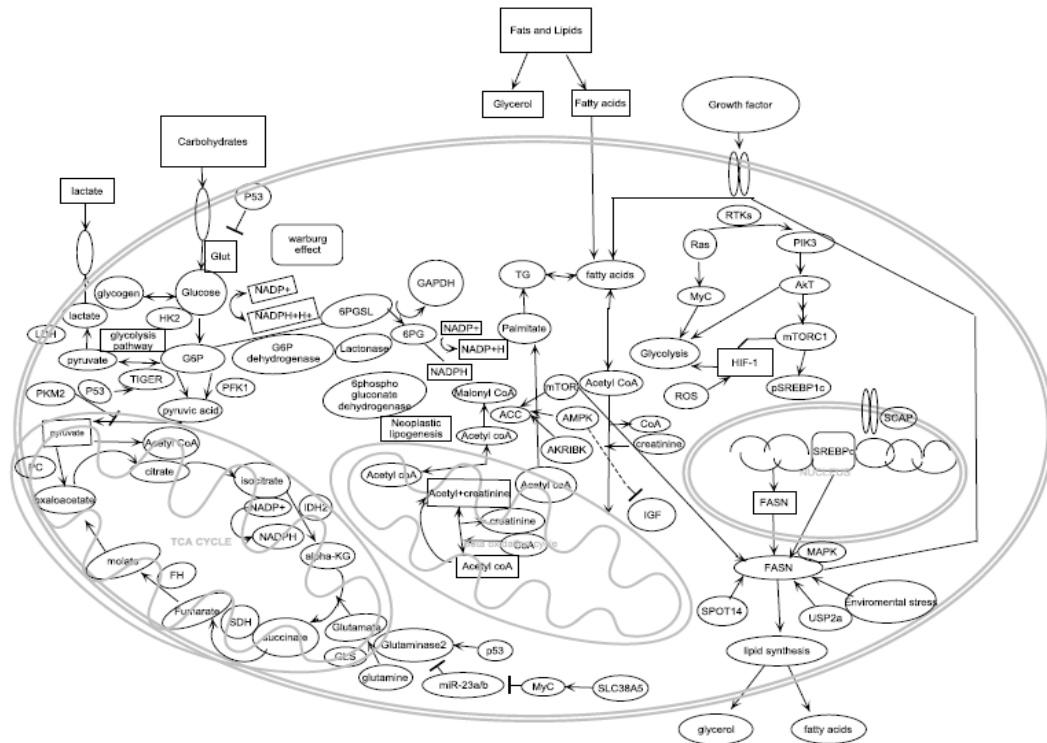 Fats and Lipids
Glycerol
Fatty acids
Growth factor
Carbohydrates
lactate
P53
Glut
warburg
effect
RTKs
Ras
PIK3
TG
fatty acids
glycogen
Glucose
NADP+
NADPH+H+
GAPDH
MyC
AkT
lactate
HK2
6PGSL
6PG
NADP+
NADP+H
Palmitate
LDH
glycolysis
pathway
G6P
dehydrogenase
Lactonase
mTORC1
Glycolysis
HIF-1
pyruvate
G6P
NADPH
TIGER
PKM2
P53
PFK1
6phospho
gluconate
dehydrogenase
Malonyl CoA
mTOR
Acetyl CoA
ROS
pSREBP1c
pyruvic acid
ACC
AMPK
CoA
SCAP
Neoplastic
lipogenesis
Acetyl coA
AKRIBK
creatinine
pyruvate
Acetyl CoA
SREBPc
NUCLEUS
PC
citrate
isocitrate
Acetyl coA
Acetyl+creatinine
Acetyl coA
oxaloacetate
NADP+
IDH2
FASN
IGF
creatinine
TCA CYCLE
NADPH
CoA
Beta oxidation cycle
alpha-KG
Acetyl coA
MAPK
molate
FASN
FH
SPOT14
USP2a
Enviromental stress
Fumarate
SDH
succinate
Glutamata
Glutaminase2
p53
GLS
glutamine
miR-23a/b
MyC
SLC38A5
lipid synthesis
glycerol
fatty acids